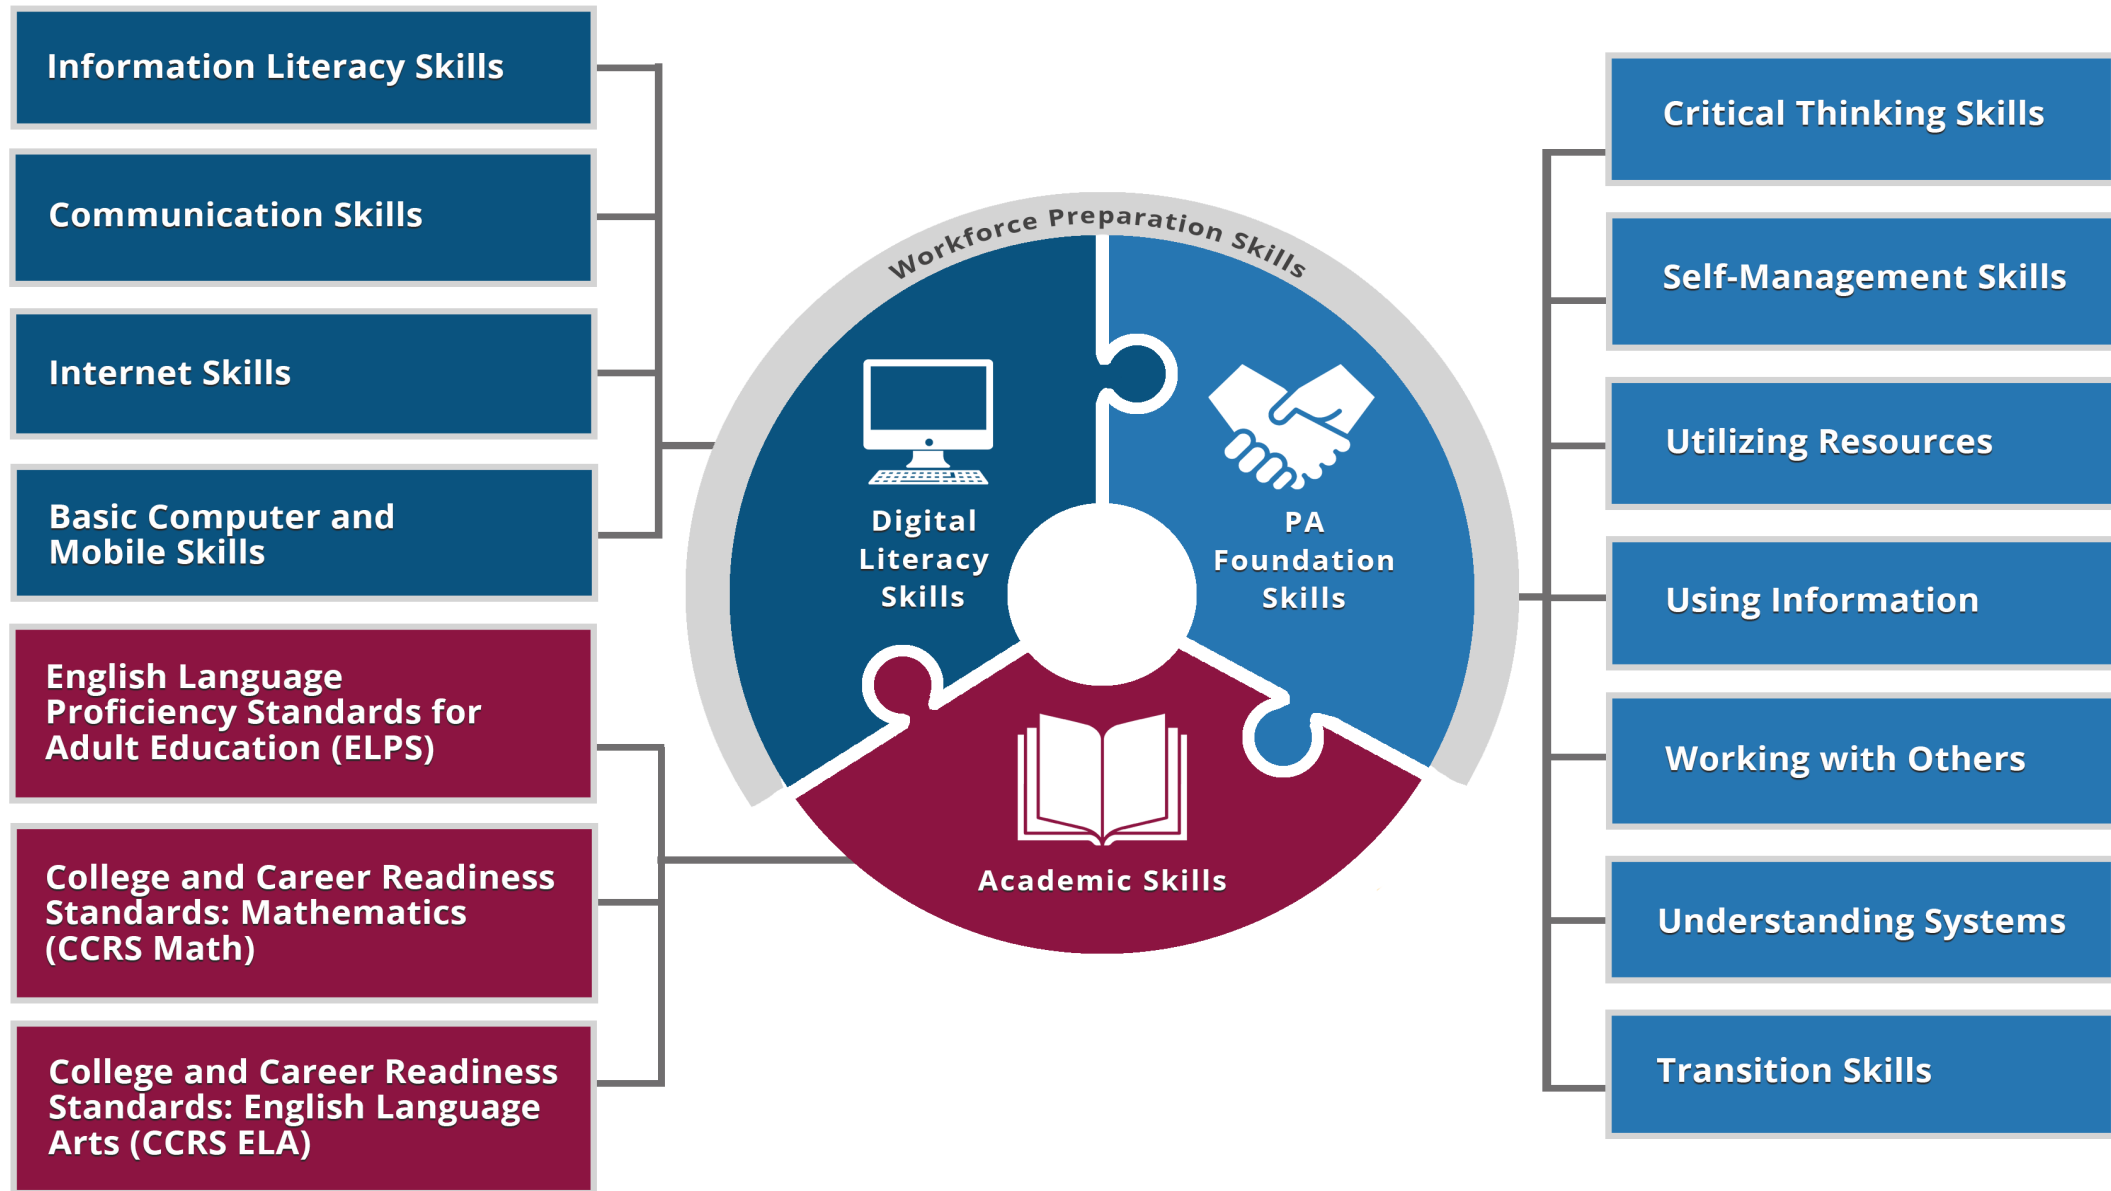 Information Literacy Skills
Communication Skills
Internet Skills
Basic Computer and
Mobile Skills
English Language
Proficiency Standards for
Adult Education (ELPS)
College and Career Readiness
Standards: Mathematics
(CCRS Math)
College and Career Readiness
Standards: English Language
Arts (CCRS ELA)
Workforce Preparation Skills
Digital
Literacy
Skills
PA
Foundation
Skills
Academic Skills
Critical Thinking Skills
Self-Management Skills
Utilizing Resources
Using Information
Working with Others
Understanding Systems
Transition Skills